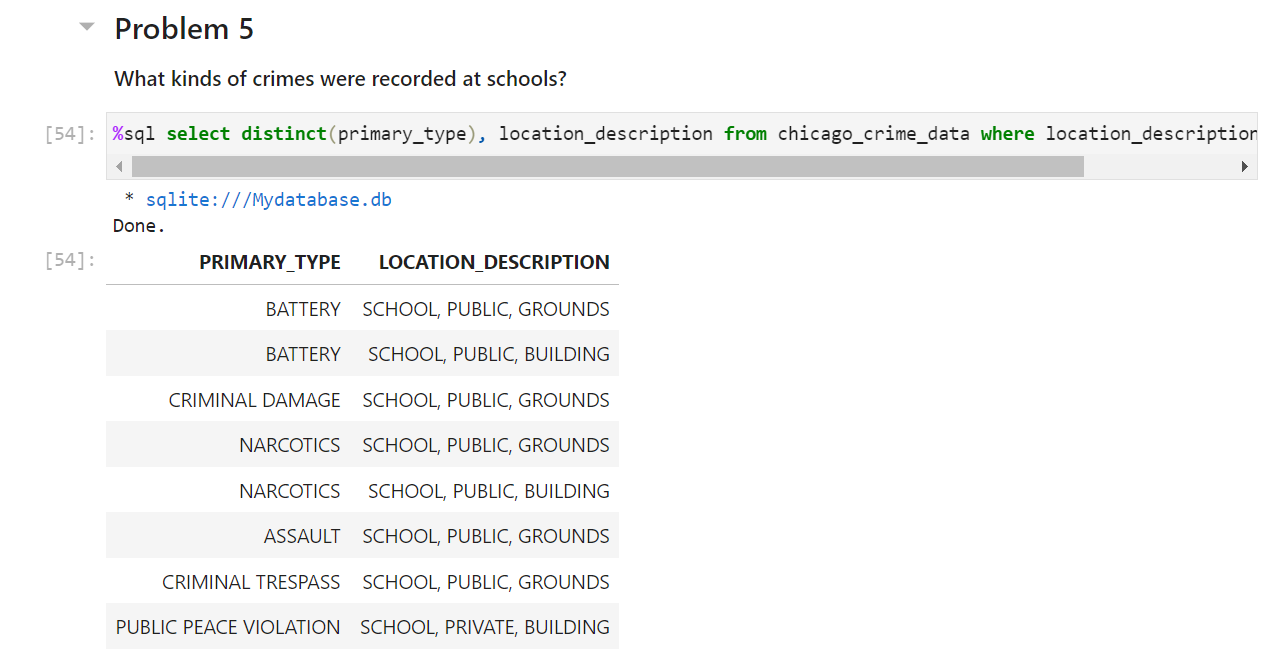 Problem 5
What kinds of crimes were recorded at schools?
[54]: %sql select distinct(primary_type), location_description from chicago_crime_data where location_description
* sqlite:///Mydatabase.db
Done.
[54]: PRIMARY_TYPE LOCATION_DESCRIPTION
BATTERY SCHOOL, PUBLIC, GROUNDS
BATTERY SCHOOL, PUBLIC, BUILDING
CRIMINAL DAMAGE SCHOOL, PUBLIC, GROUNDS
NARCOTICS SCHOOL, PUBLIC, GROUNDS
NARCOTICS SCHOOL, PUBLIC, BUILDING
ASSAULT SCHOOL, PUBLIC, GROUNDS
CRIMINAL TRESPASS SCHOOL, PUBLIC, GROUNDS
PUBLIC PEACE VIOLATION SCHOOL, PRIVATE, BUILDING